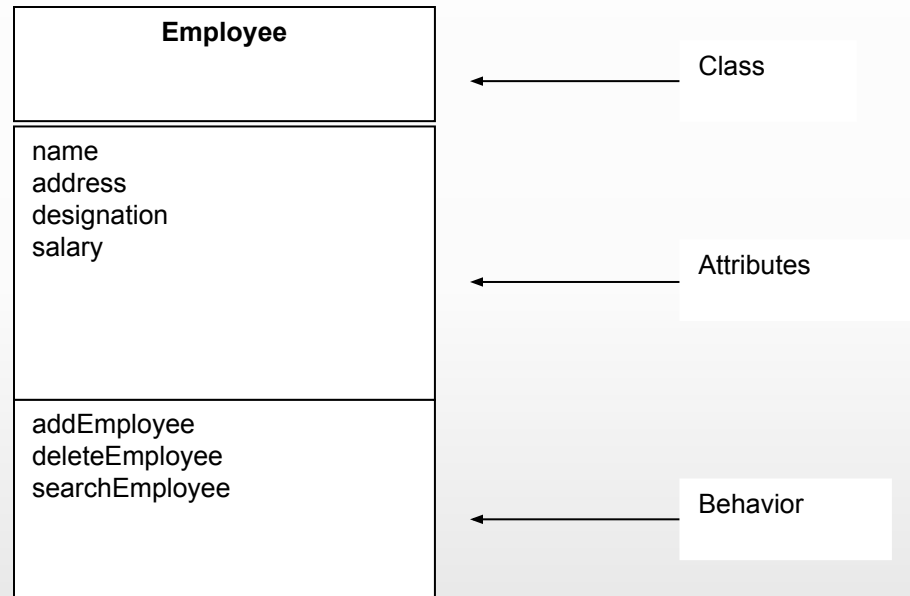 Employee
Class
name
address
designation
salary
Attributes
addEmployee
deleteEmployee
searchEmployee
Behavior